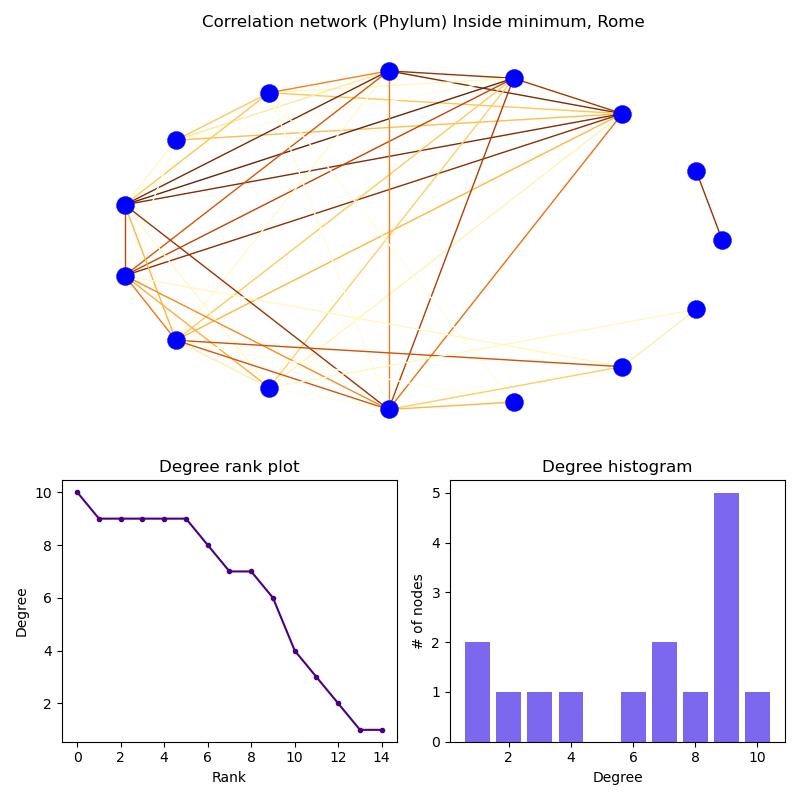 Correlation network (Phylum) Inside minimum, Rome
Degree rank plot
10
8
6
4
2
Degree
0 2 4 6 8 10 12 14
Rank
Degree histogram
5
4
3
2
1
0
# of nodes
2 4 6 8 10
Degree